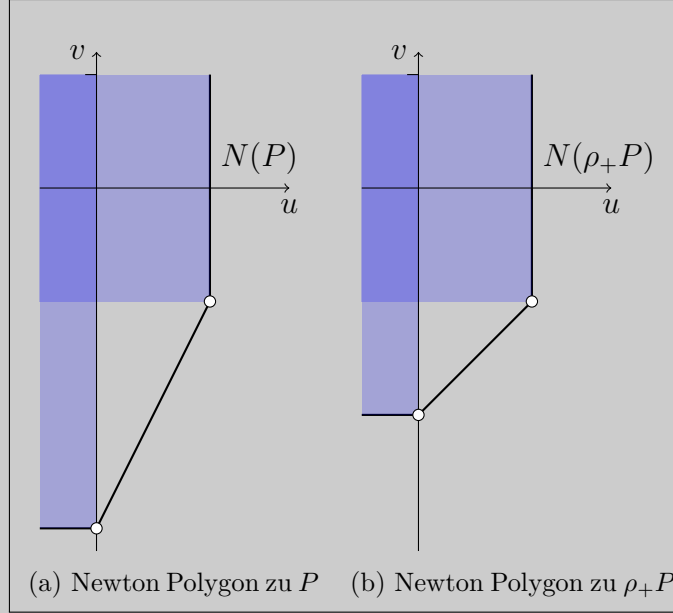 v
v
N(P)
N(ρ₊P)
u
u
(a) Newton Polygon zu P
(b) Newton Polygon zu ρ₊P